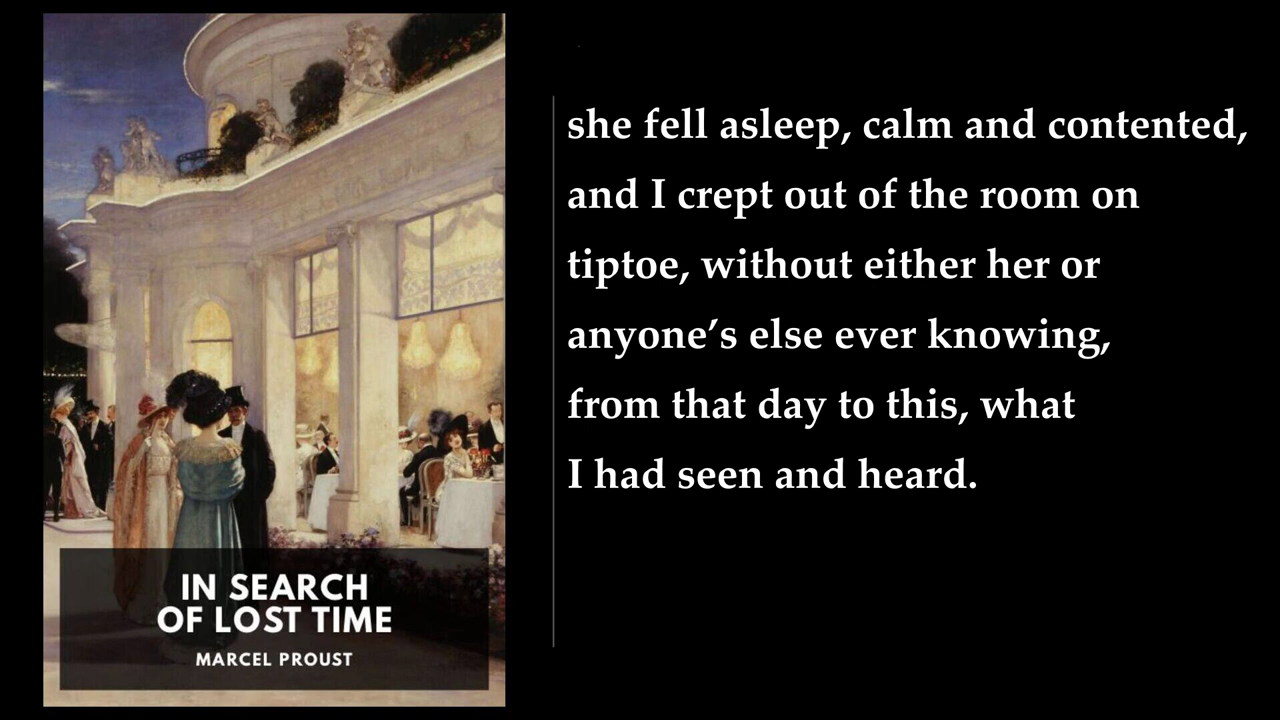 she fell asleep, calm and contented,
and I crept out of the room on
tiptoe, without either her or
anyone’s else ever knowing,
from that day to this, what
I had seen and heard.
IN SEARCH
OF LOST TIME
MARCEL PROUST